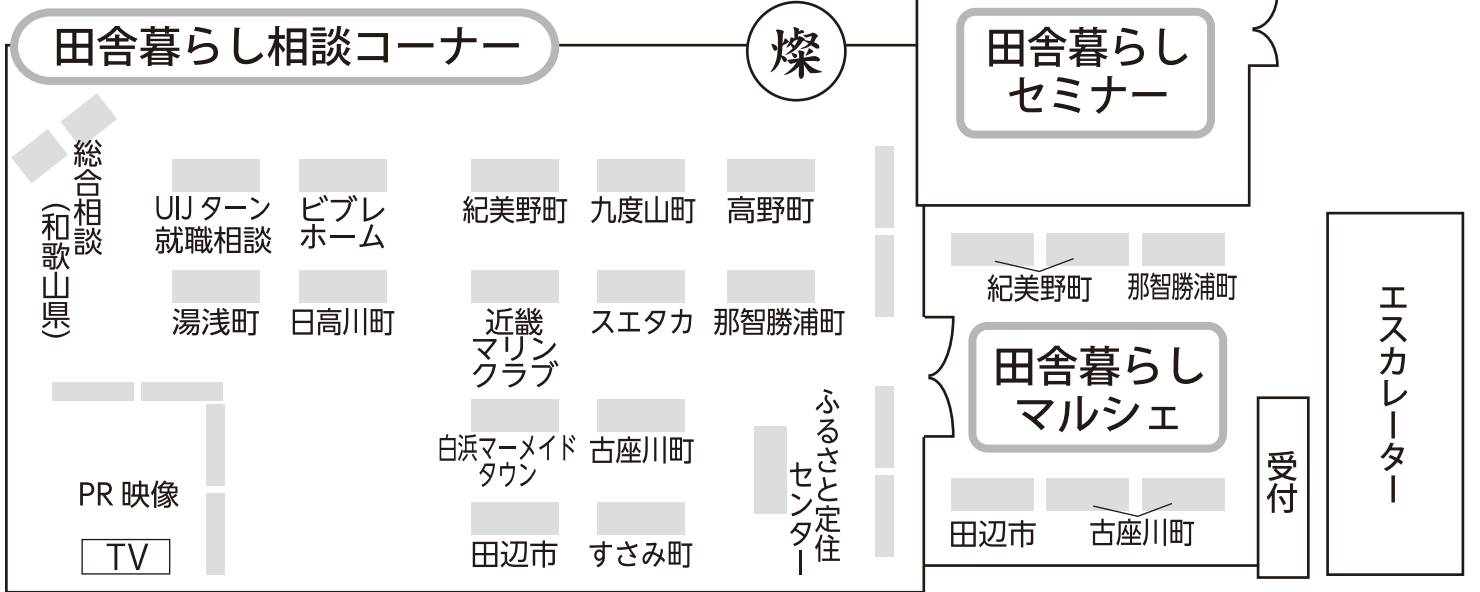 田舎暮らし相談コーナー
燦
田舎暮らし
セミナー
総合相談
（和歌山県）
UIJ ターン
就職相談
ビブレ
ホーム
紀美野町
九度山町
高野町
湯浅町
日高川町
近畿
マリン
クラブ
スエタカ
那智勝浦町
白浜マーメイド
タウン
古座川町
ふるさと定住
センター
田辺市
すさみ町
PR 映像
TV
紀美野町
那智勝浦町
田舎暮らし
マルシェ
田辺市
古座川町
受付
エスカレーター